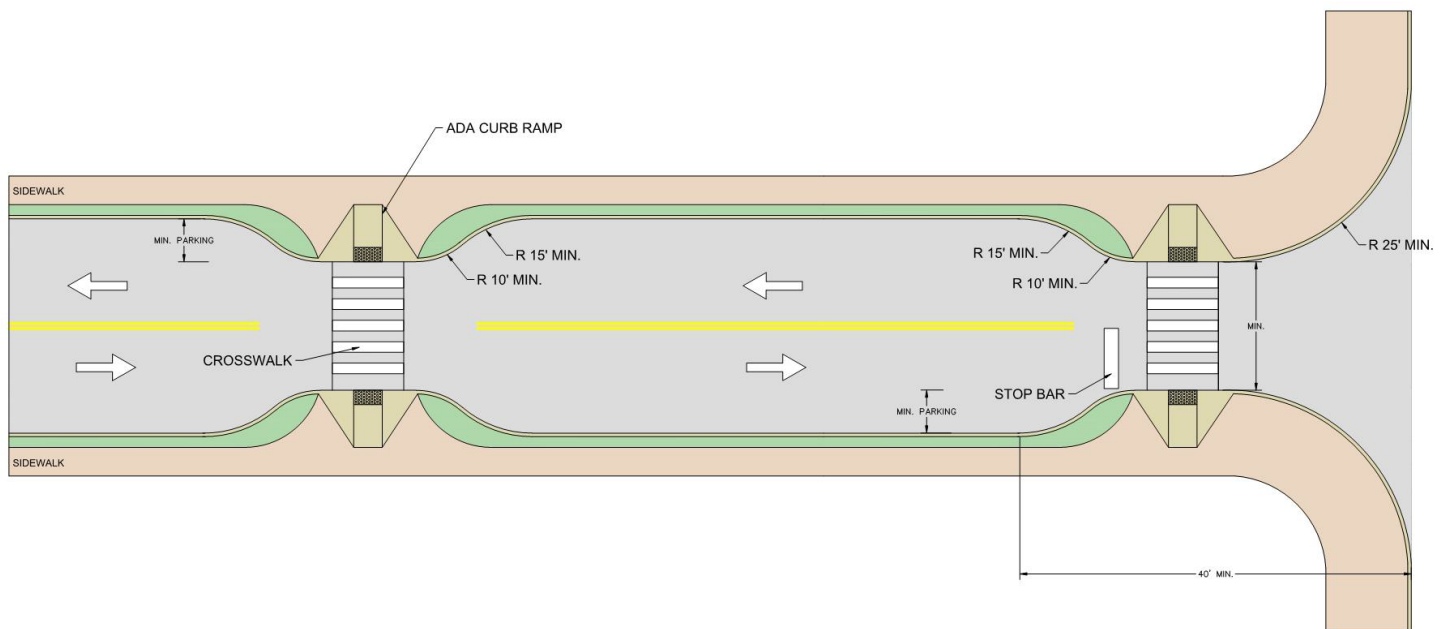 ADA CURB RAMP
SIDEWALK
MIN. PARKING
R 15' MIN.
R 10' MIN.
R 15' MIN.
R 10' MIN.
R 25' MIN.
MIN.
CROSSWALK
STOP BAR
MIN. PARKING
SIDEWALK
40' MIN.